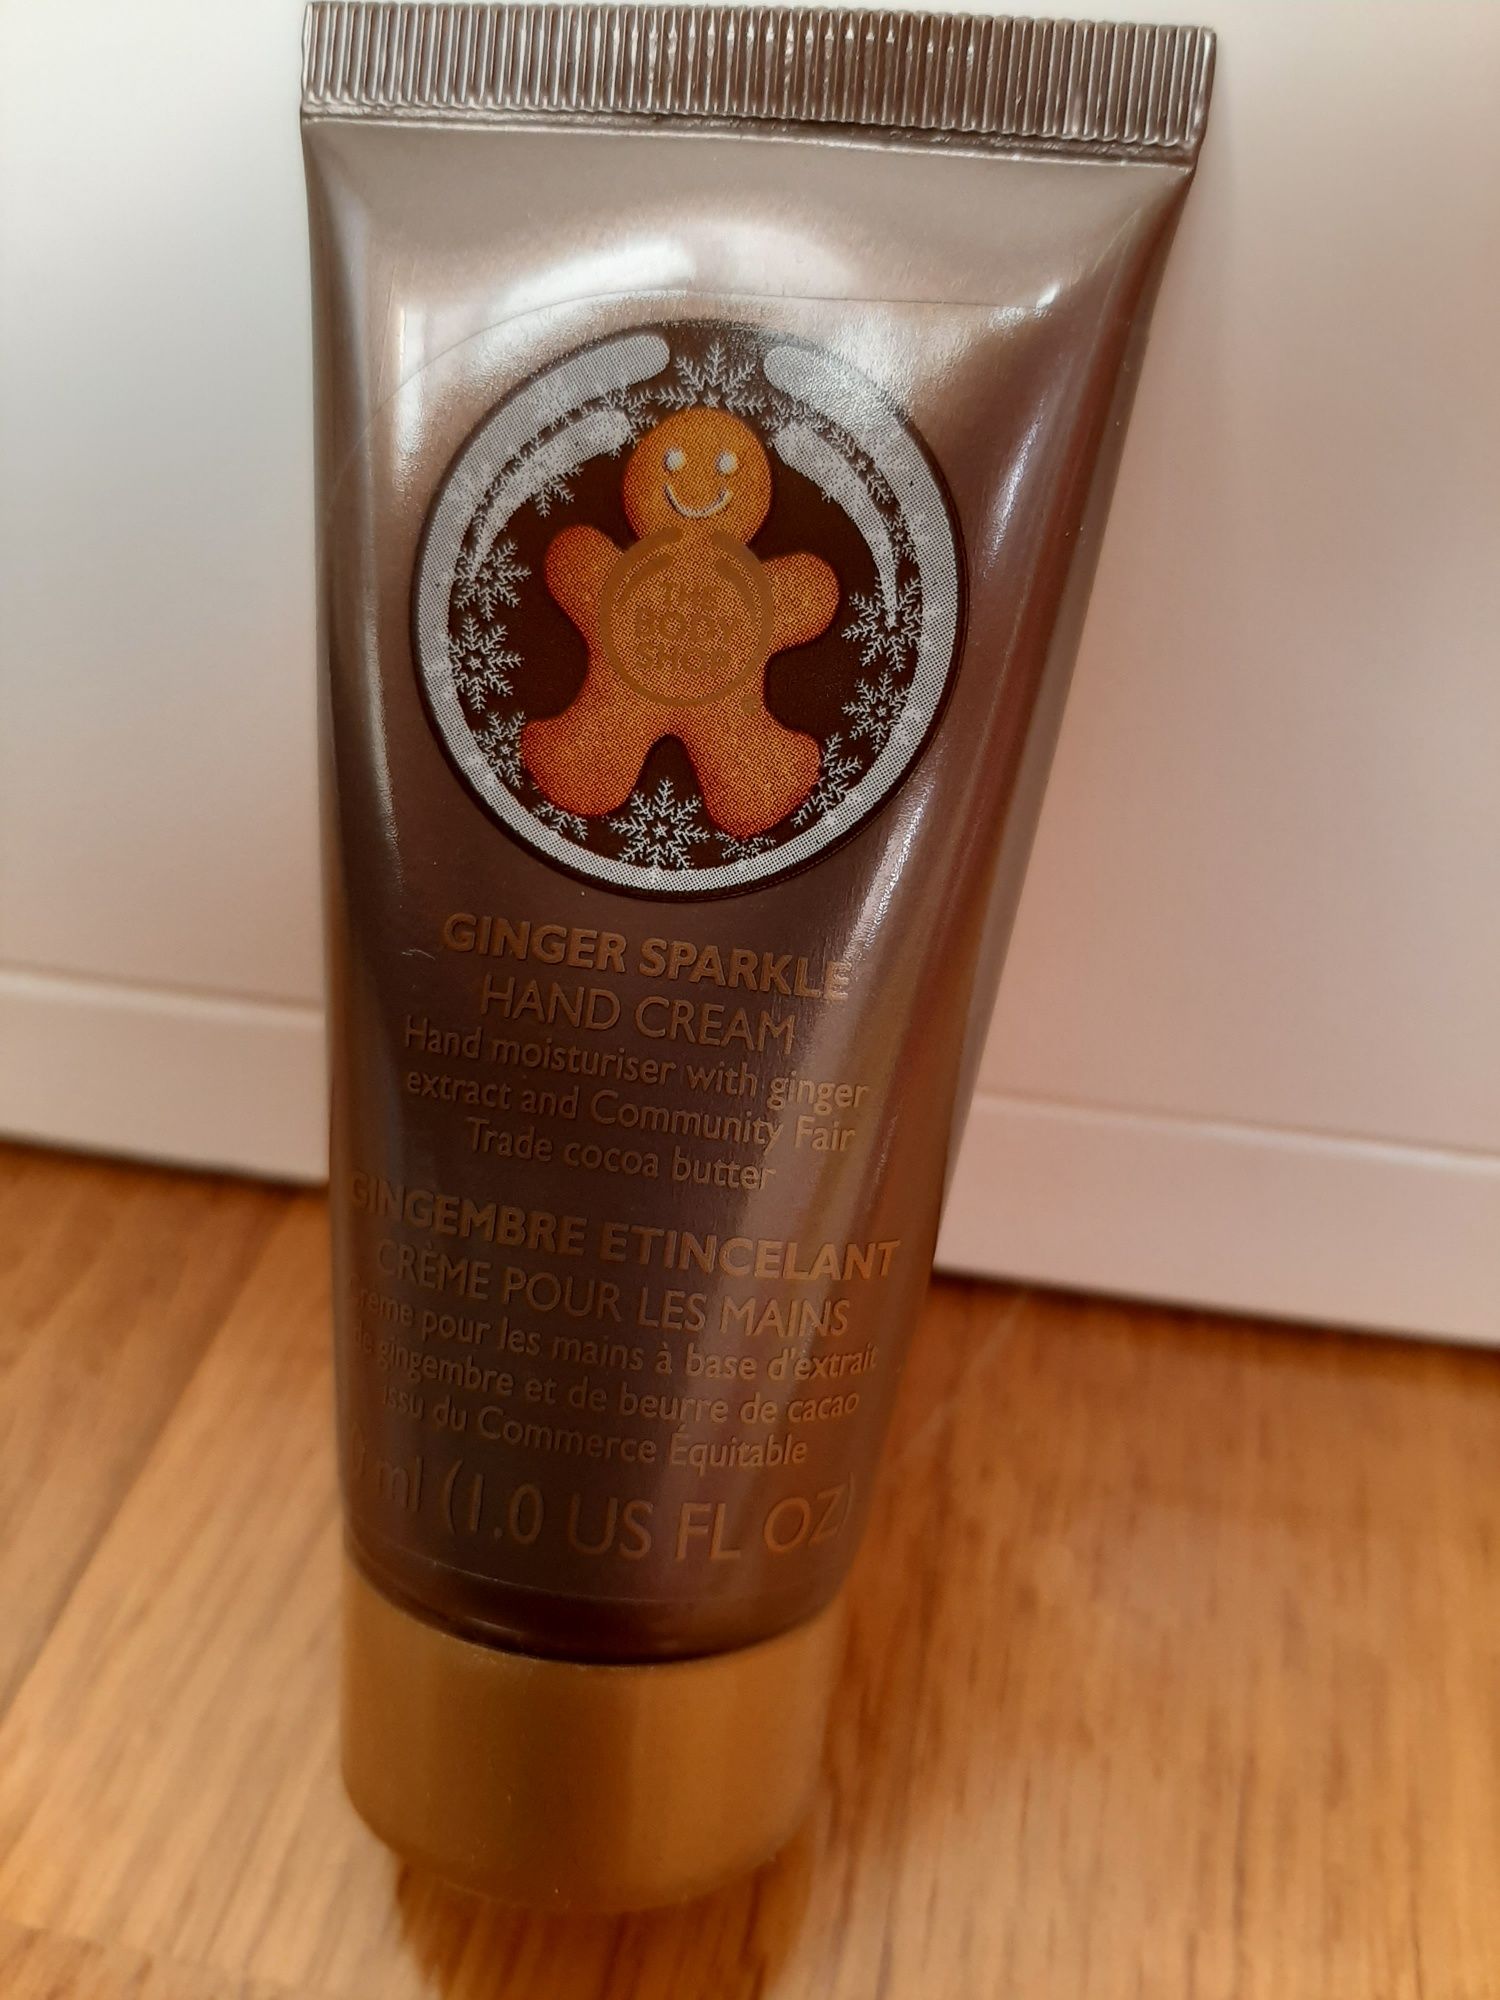 THE
BODY
SHOP
GINGER SPARKLE
HAND CREAM
Hand moisturiser with ginger
extract and Community Fair
Trade cocoa butter
GINGEMBRE ETINCELANT
CRÈME POUR LES MAINS
Crème pour les mains à base d'extrait
de gingembre et de beurre de cacao
issu du Commerce Équitable
ml (1.0 US FL OZ)